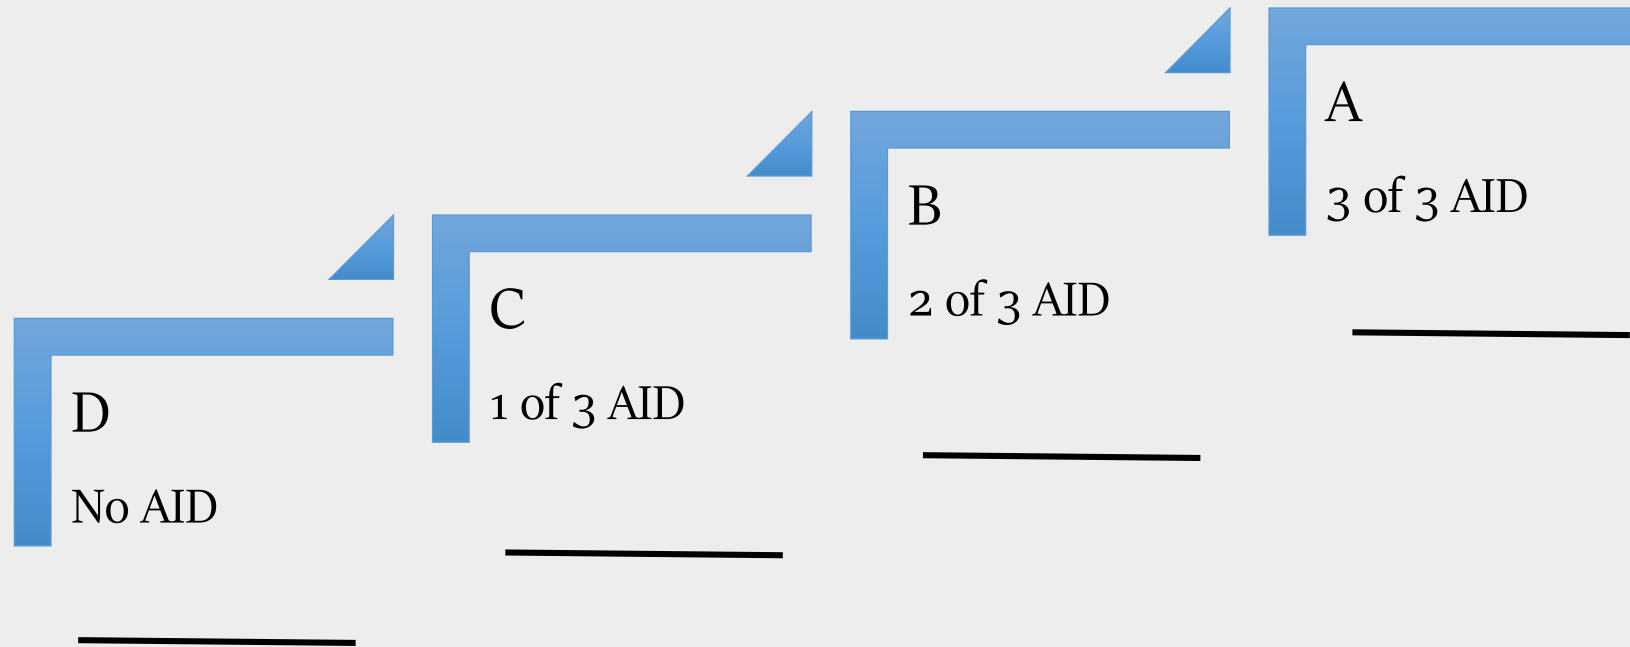 A
3 of 3 AID
B
2 of 3 AID
C
1 of 3 AID
D
No AID